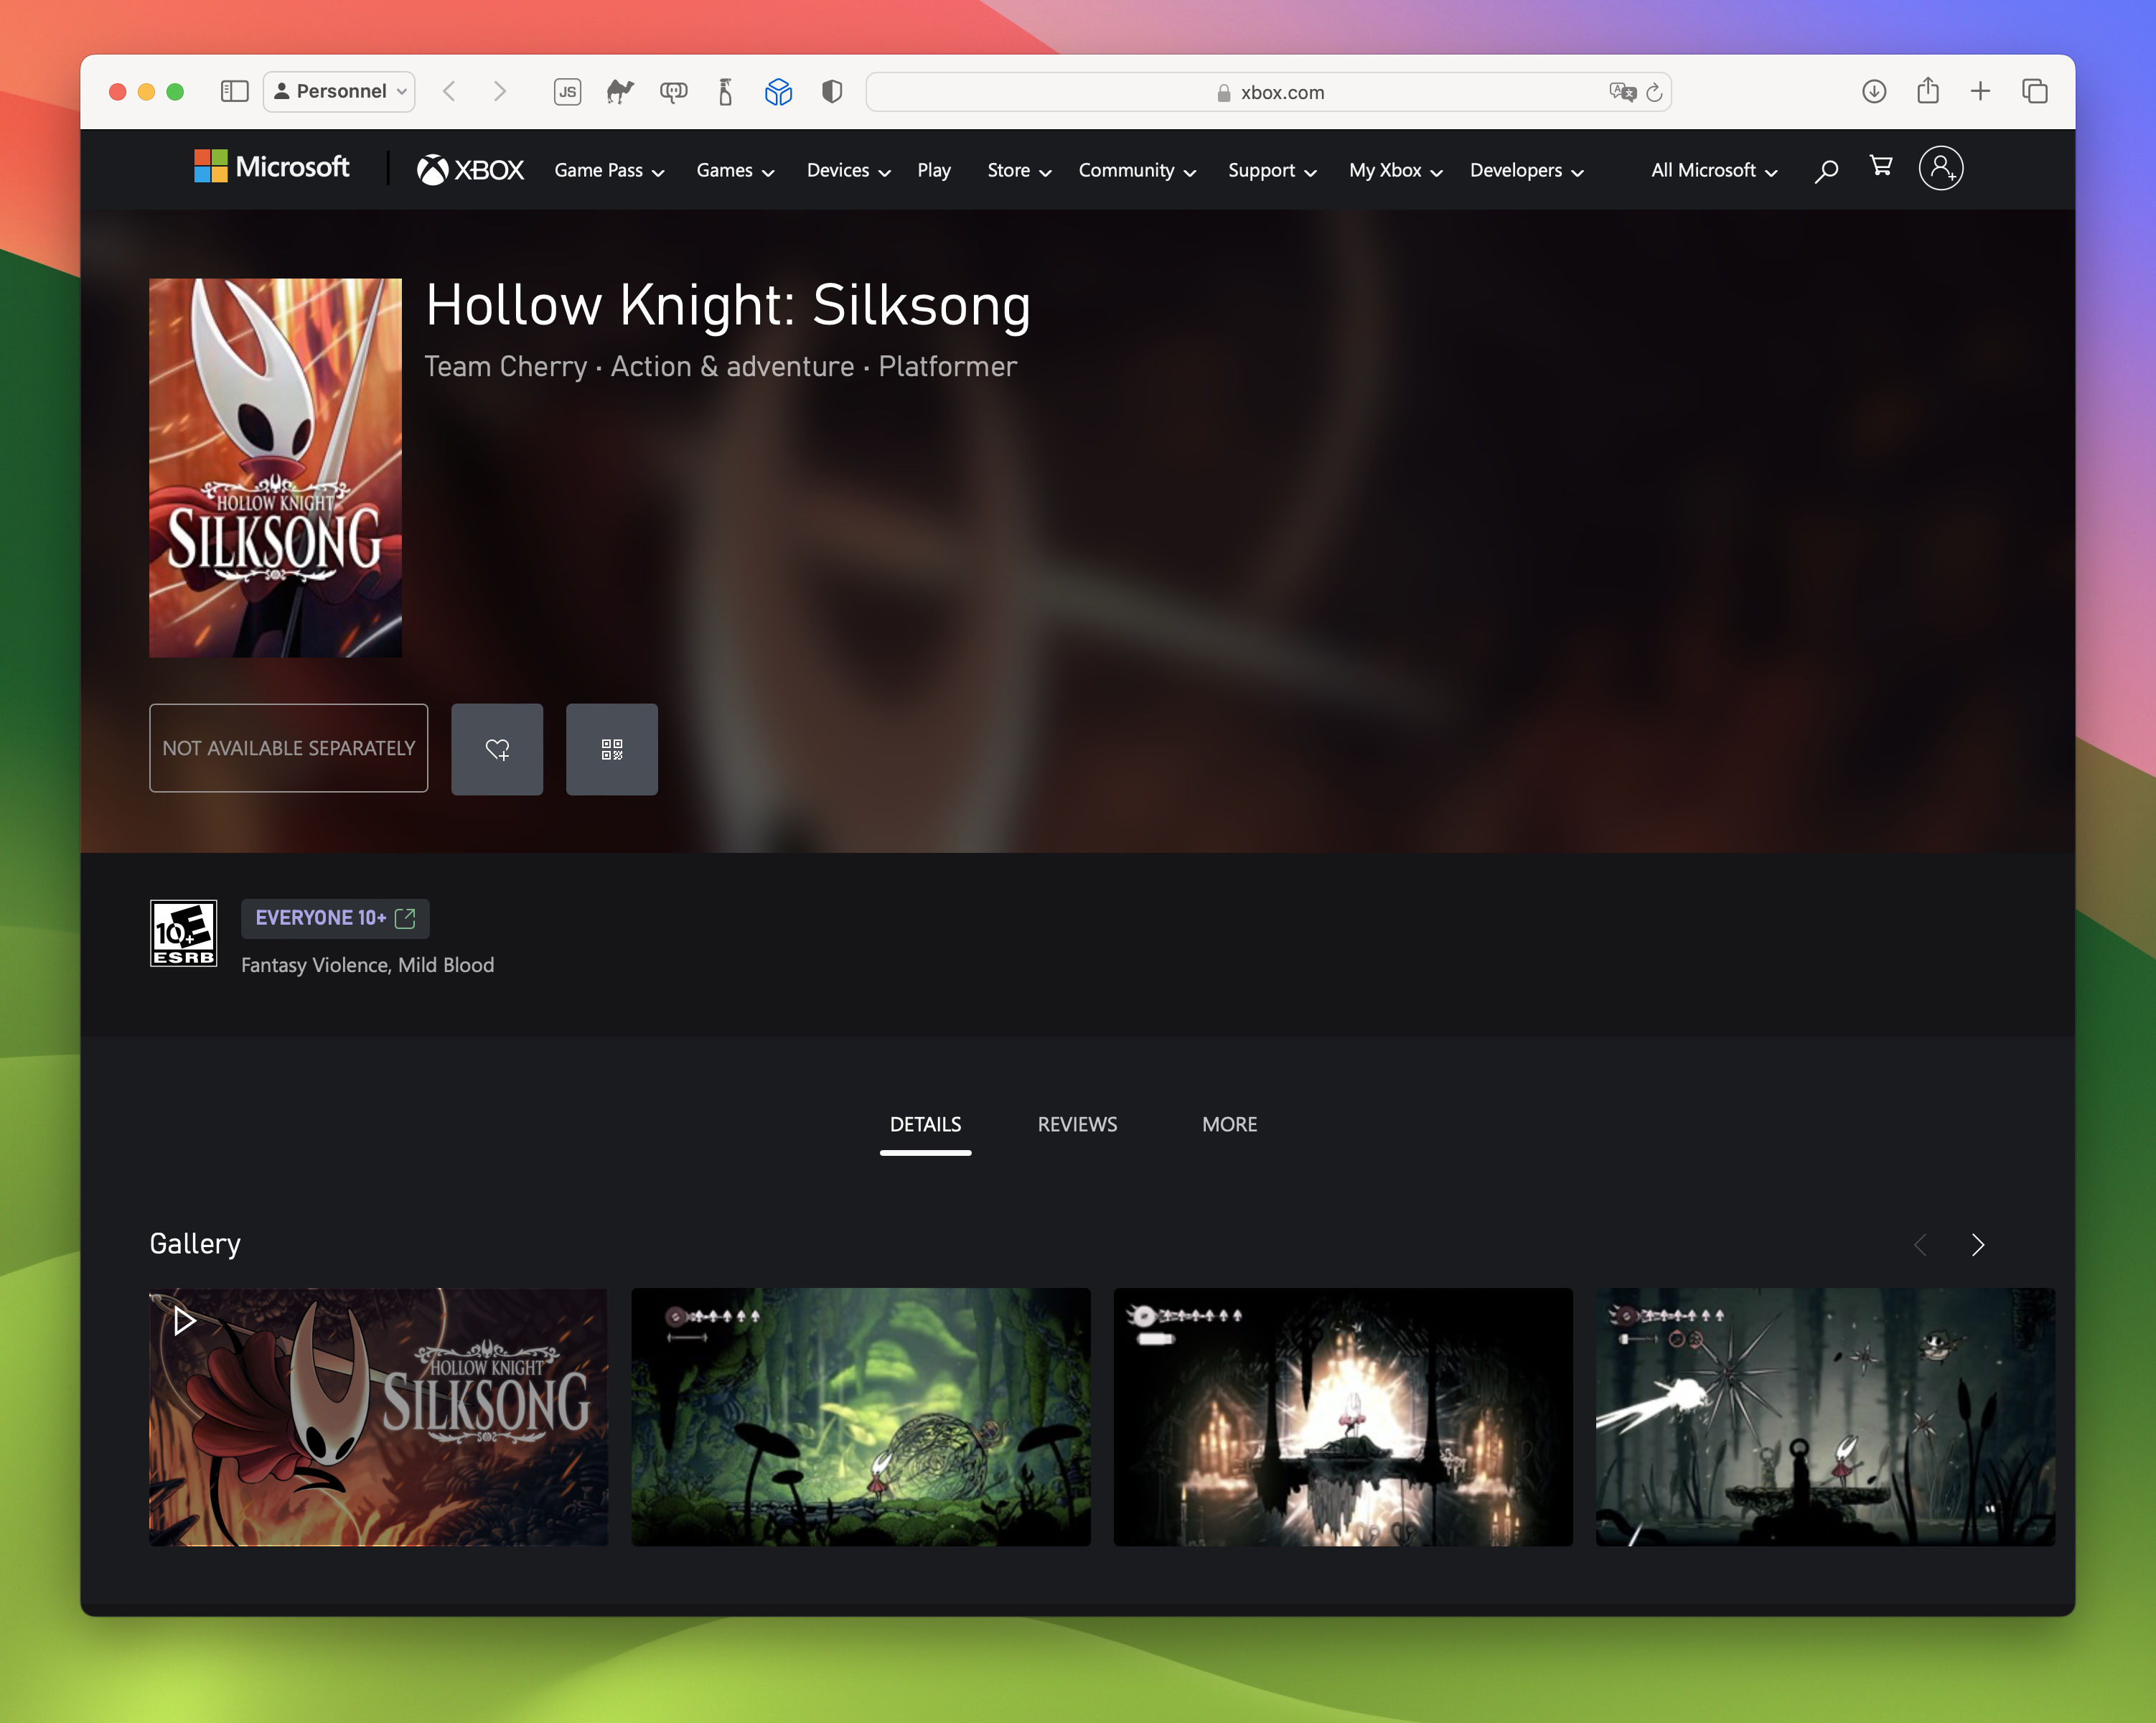 Personnel
JS
xbox.com
Microsoft
XBOX
Game Pass
Games
Devices
Play
Store
Community
Support
My Xbox
Developers
All Microsoft
Hollow Knight: Silksong
Team Cherry · Action & adventure · Platformer
HOLLOW KNIGHT
SILKSONG
NOT AVAILABLE SEPARATELY
10+ E
ESRB
EVERYONE 10+
Fantasy Violence, Mild Blood
DETAILS
REVIEWS
MORE
Gallery
HOLLOW KNIGHT
SILKSONG